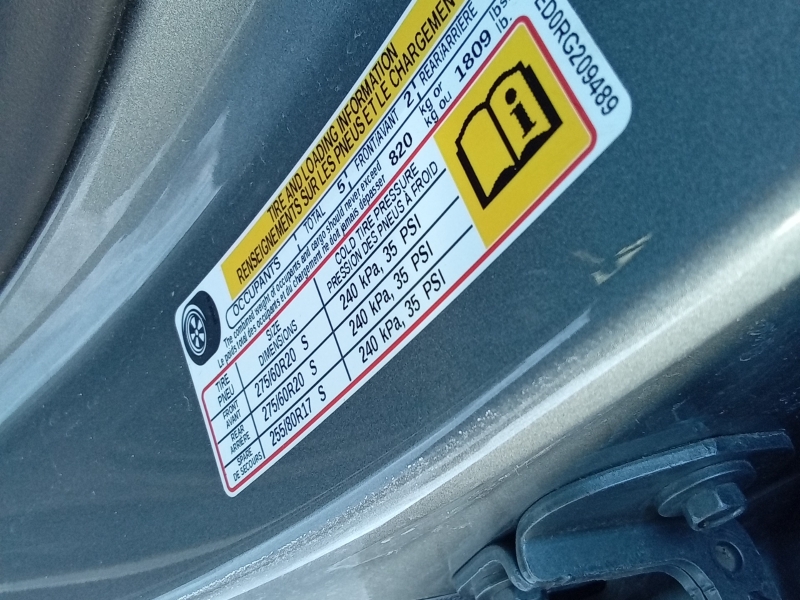 TIRE AND LOADING INFORMATION
RENSEIGNEMENTS SUR LES PNEUS ET LE CHARGEMENT
ED0RG209489
OCCUPANTS TOTAL 5 FRONT/AVANT 2 REAR/ARRIÈRE
The combined weight of occupants and cargo should never exceed 820 kg or 1809 lbs
Le poids total des occupants et du chargement ne doit jamais dépasser kg ou lb.
TIRE SIZE COLD TIRE PRESSURE
PNEU DIMENSIONS PRESSION DES PNEUS À FROID
FRONT
AVANT 275/60R20 S 240 kPa, 35 PSI
REAR
ARRIÈRE 275/60R20 S 240 kPa, 35 PSI
SPARE
DE SECOURS 255/80R17 S 240 kPa, 35 PSI
i